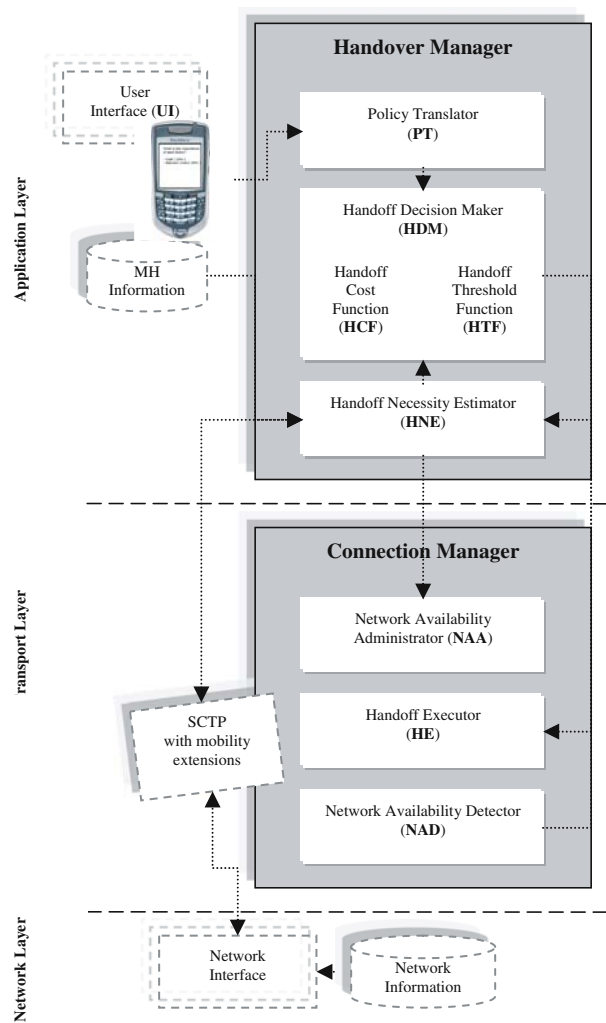 Handover Manager
User
Interface (UI)
Policy Translator
(PT)
Handoff Decision Maker
(HDM)
Handoff
Cost
Function
(HCF)
Handoff
Threshold
Function
(HTF)
MH
Information
Handoff Necessity Estimator
(HNE)
Application Layer
Connection Manager
Network Availability
Administrator (NAA)
SCTP
with mobility
extensions
Handoff Executor
(HE)
Network Availability Detector
(NAD)
ransport Layer
Network
Interface
Network
Information
Network Layer